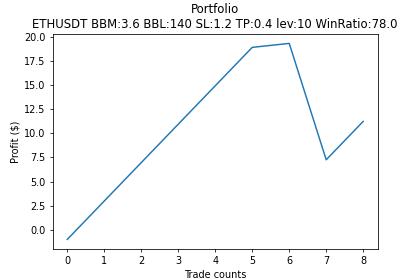 Portfolio
ETHUSDT BBM:3.6 BBL:140 SL:1.2 TP:0.4 lev:10 WinRatio:78.0
20.0
17.5
15.0
12.5
10.0
7.5
5.0
2.5
0.0
Profit ($)
0 1 2 3 4 5 6 7 8
Trade counts